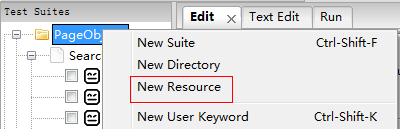 Test Suites
Edit Text Edit Run
PageOb
Searc
New Suite Ctrl-Shift-F
New Directory
New Resource
New User Keyword Ctrl-Shift-K